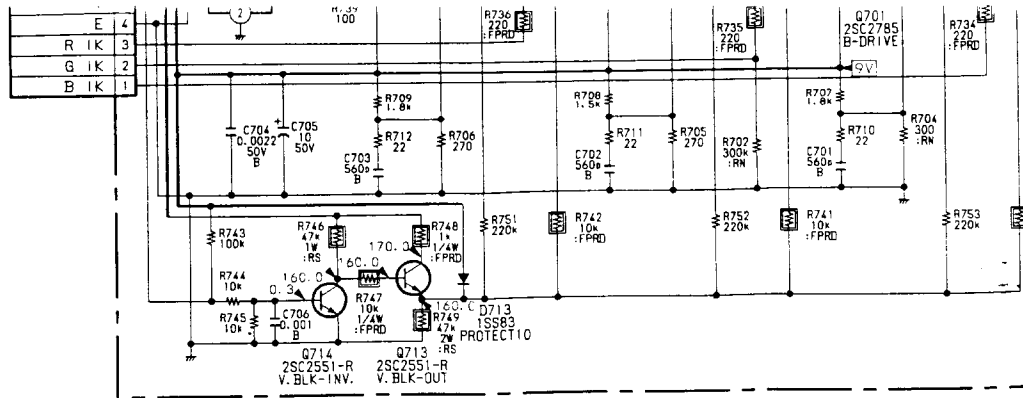 E 4
R IK 3
G IK 2
B IK 1
2
R739
100
R736
220
:FPRD
R735
220
:FPRD
Q701
2SC2785
B-DRIVE
R734
220
:FPRD
9V
C704
0.0022
50V
B
+
C705
10
50V
R709
1.8k
R712
22
C703
560p
B
R706
270
R708
1.5k
R711
22
C702
560p
B
R705
270
R702
300k
:RN
R707
1.8k
R710
22
C701
560p
B
R704
300
:RN
R743
100k
R744
10k
R745
10k
C706
0.001
B
0.3
160.0
R746
47k
1W
:RS
160.0
R747
10k
1/4W
:FPRD
170.0
R748
1k
1/4W
:FPRD
R749
47k
2W
:RS
D713
1SS83
PROTECTIO
R751
220k
R742
10k
:FPRD
R752
220k
R741
10k
:FPRD
R753
220k
Q714
2SC2551-R
V.BLK-INV.
Q713
2SC2551-R
V.BLK-OUT